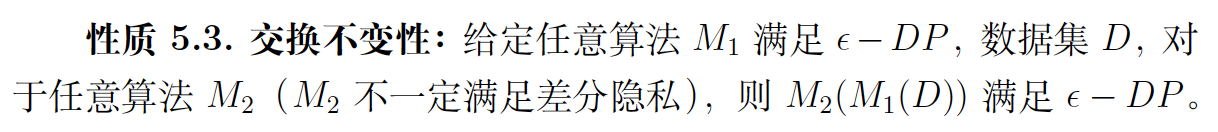 性质 5.3. 交换不变性：给定任意算法 M₁ 满足 ϵ − DP，数据集 D，对
于任意算法 M₂（M₂ 不一定满足差分隐私），则 M₂(M₁(D)) 满足 ϵ − DP。